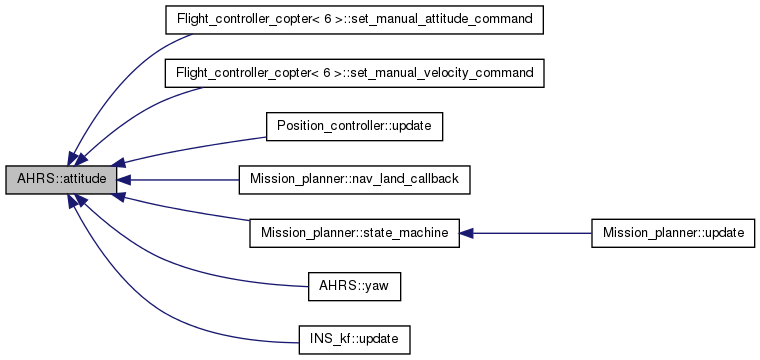 Flight_controller_copter< 6 >::set_manual_attitude_command
Flight_controller_copter< 6 >::set_manual_velocity_command
Position_controller::update
AHRS::attitude
Mission_planner::nav_land_callback
Mission_planner::state_machine
Mission_planner::update
AHRS::yaw
INS_kf::update